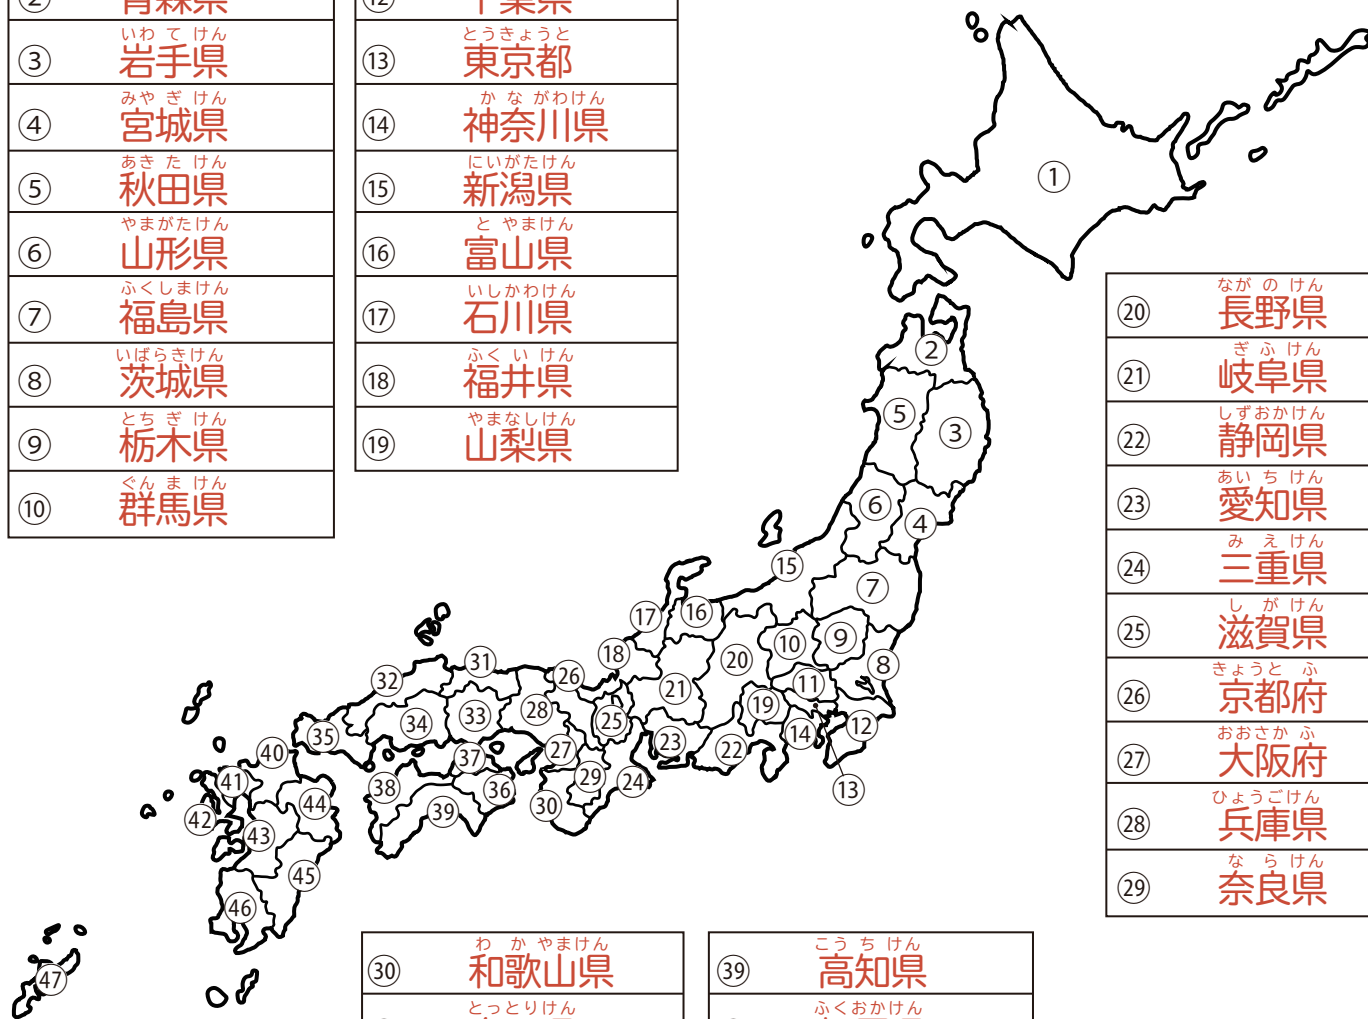 ② 青森県
③ いわてけん
岩手県
④ みやぎけん
宮城県
⑤ あきたけん
秋田県
⑥ やまがたけん
山形県
⑦ ふくしまけん
福島県
⑧ いばらきけん
茨城県
⑨ とちぎけん
栃木県
⑩ ぐんまけん
群馬県
⑫ 千葉県
⑬ とうきょうと
東京都
⑭ かながわけん
神奈川県
⑮ にいがたけん
新潟県
⑯ とやまけん
富山県
⑰ いしかわけん
石川県
⑱ ふくいけん
福井県
⑲ やまなしけん
山梨県
⑳ ながのけん
長野県
㉑ ぎふけん
岐阜県
㉒ しずおかけん
静岡県
㉓ あいちけん
愛知県
㉔ みえけん
三重県
㉕ しがけん
滋賀県
㉖ きょうとふ
京都府
㉗ おおさかふ
大阪府
㉘ ひょうごけん
兵庫県
㉙ ならけん
奈良県
㉚ わかやまけん
和歌山県
とっとりけん
㊴ こうちけん
高知県
ふくおかけん
①
②
⑤
③
⑥
④
⑮
⑦
⑰
⑯
⑩
⑨
⑱
⑳
⑧
㉛
㉖
㉜
⑪
㉑
⑲
㉘
㉝
㉕
㉞
⑫
㉟
⑭
㉓
㉒
㊵
㉗
㊲
㊶
㉙
㉔
㊳
㊱
⑬
㊹
㉚
㊴
㊷
㊸
㊺
㊻
㊼